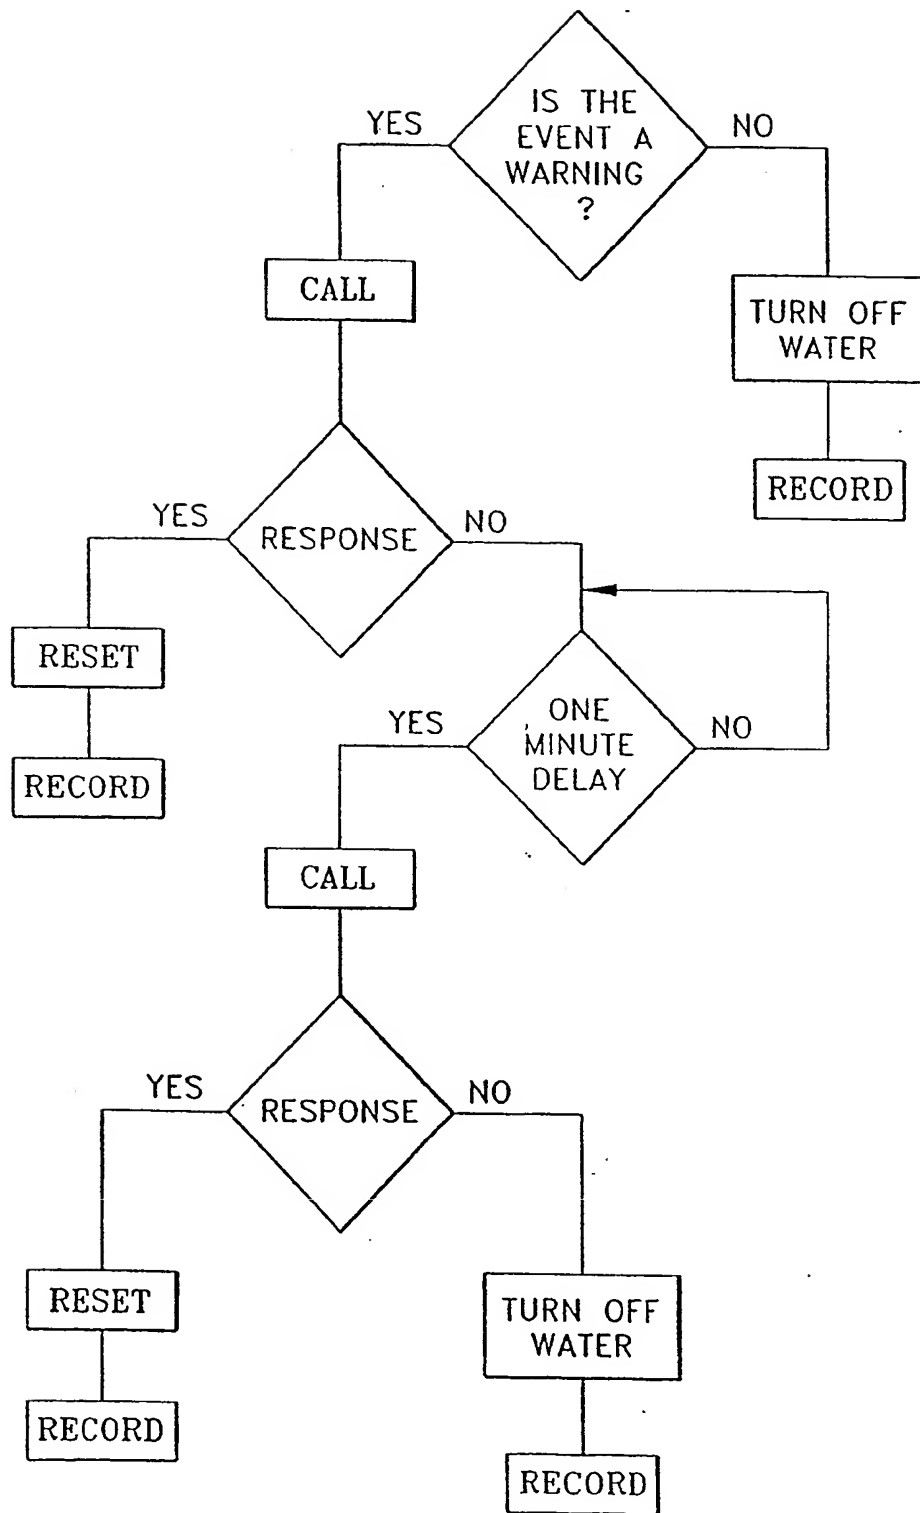 IS THE
EVENT A
WARNING
?
YES
NO
CALL
TURN OFF
WATER
RECORD
RESPONSE
YES
NO
RESET
RECORD
ONE
MINUTE
DELAY
YES
NO
CALL
RESPONSE
YES
NO
RESET
RECORD
TURN OFF
WATER
RECORD